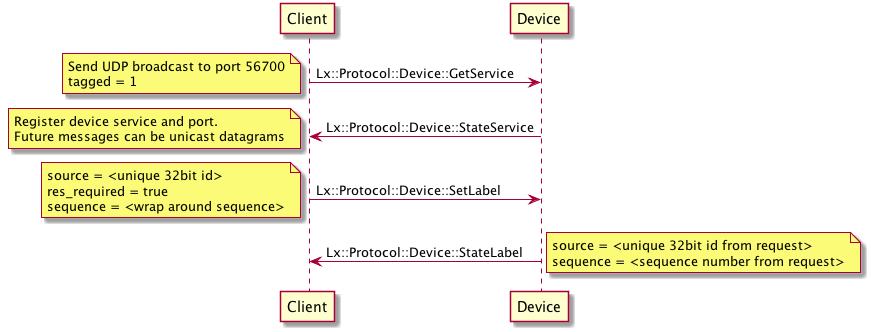 Client
Device
Send UDP broadcast to port 56700
tagged = 1
Lx::Protocol::Device::GetService
Register device service and port.
Future messages can be unicast datagrams
Lx::Protocol::Device::StateService
source = <unique 32bit id>
res_required = true
sequence = <wrap around sequence>
Lx::Protocol::Device::SetLabel
Lx::Protocol::Device::StateLabel
source = <unique 32bit id from request>
sequence = <sequence number from request>
Client
Device